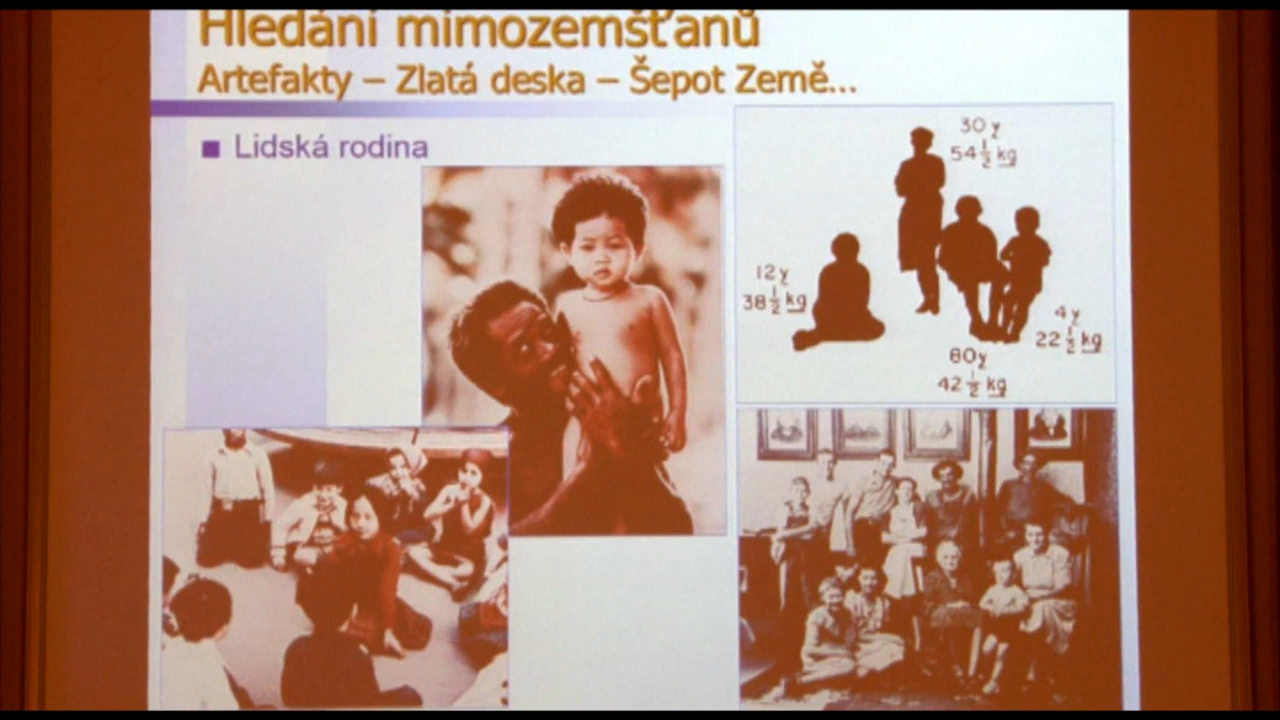 Hledání mimozemšťanů
Artefakty – Zlatá deska – Šepot Země...
Lidská rodina
30 y
54 1/2 kg
12 y
38 1/2 kg
4 y
22 1/2 kg
80 y
42 1/2 kg